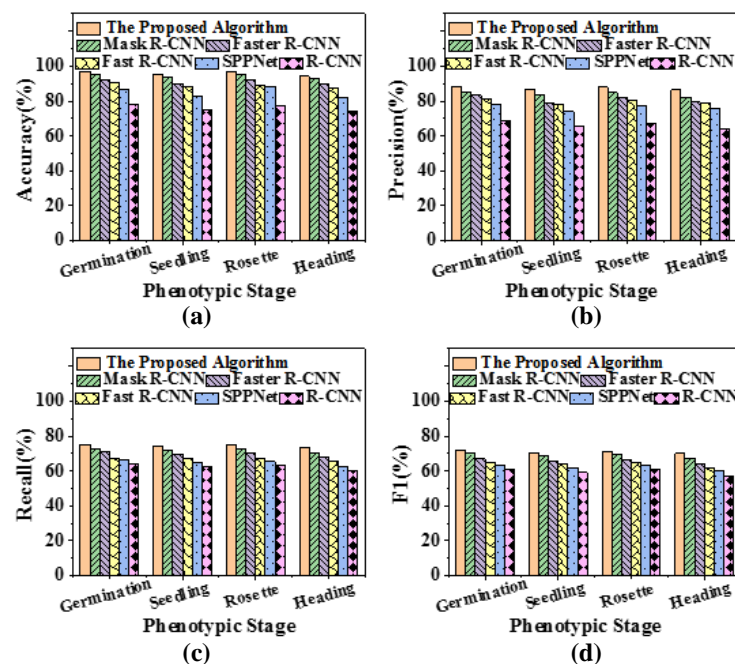 The Proposed Algorithm
Mask R-CNN Faster R-CNN
Fast R-CNN SPPNet R-CNN
100
80
60
40
20
0
Accuracy(%)
Germination Seedling Rosette Heading
Phenotypic Stage
(a)
The Proposed Algorithm
Mask R-CNN Faster R-CNN
Fast R-CNN SPPNet R-CNN
100
80
60
40
20
0
Precision(%)
Germination Seedling Rosette Heading
Phenotypic Stage
(b)
The Proposed Algorithm
Mask R-CNN Faster R-CNN
Fast R-CNN SPPNet R-CNN
100
80
60
40
20
0
Recall(%)
Germination Seedling Rosette Heading
Phenotypic Stage
(c)
The Proposed Algorithm
Mask R-CNN Faster R-CNN
Fast R-CNN SPPNet R-CNN
100
80
60
40
20
0
F1(%)
Germination Seedling Rosette Heading
Phenotypic Stage
(d)